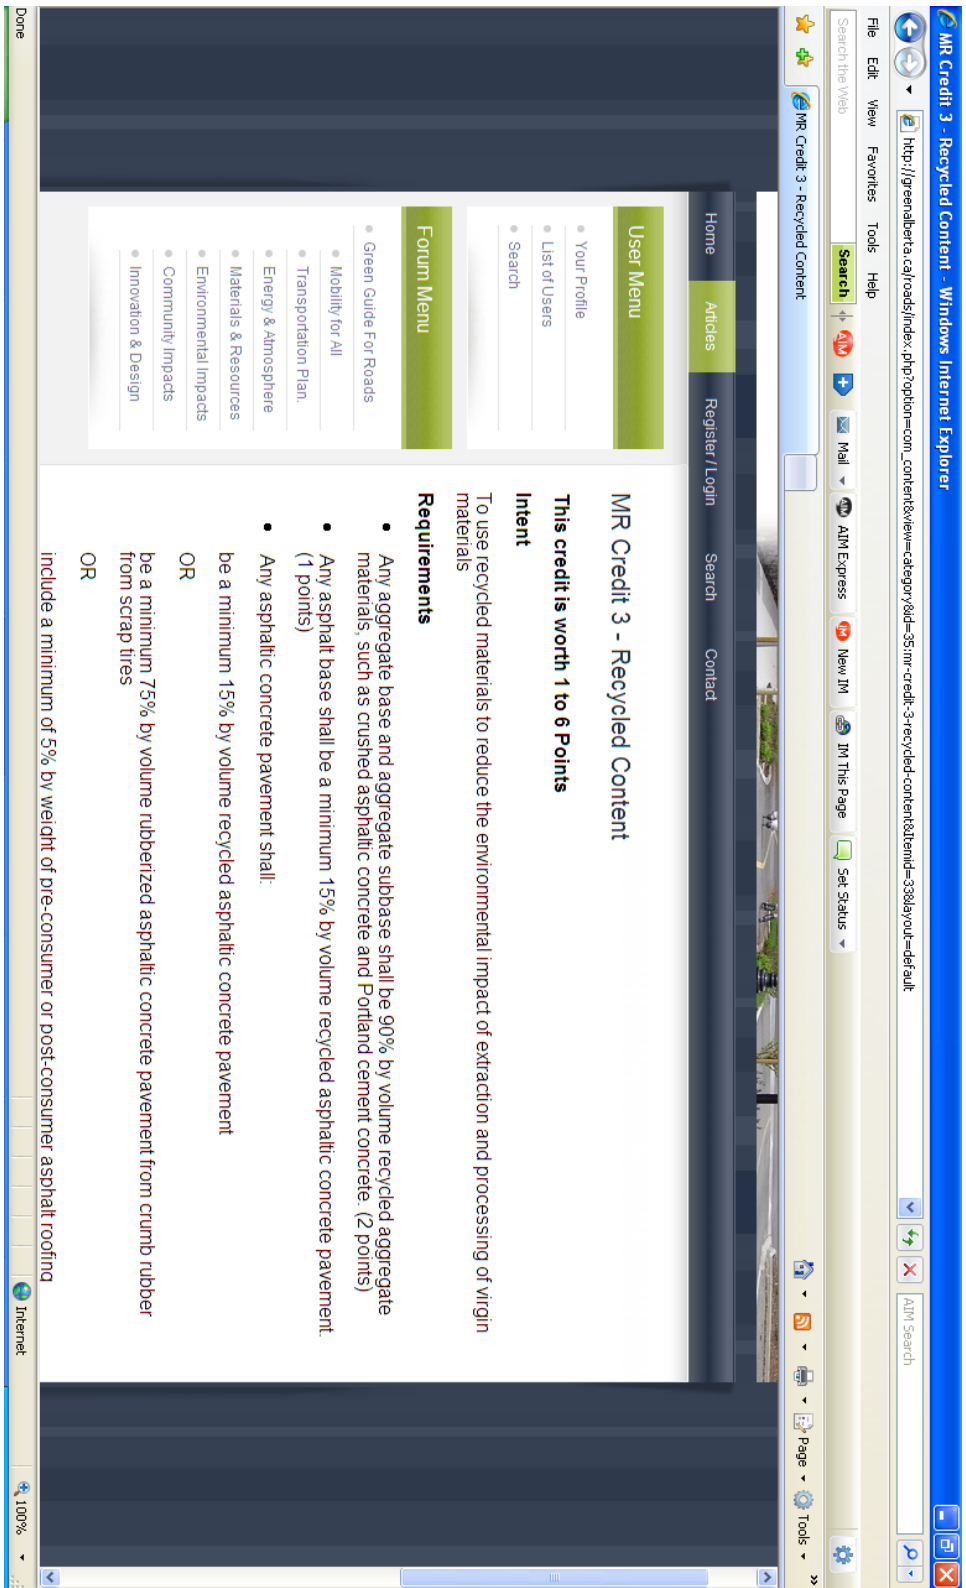 MR Credit 3 - Recycled Content - Windows Internet Explorer
http://greenalberta.ca/roads/index.php?option=com_content&view=category&id=35:mr-credit-3-recycled-content&Itemid=33&layout=default
AIM Search
File Edit View Favorites Tools Help
Search the Web
Search
AIM
Mail
AIM
AIM Express
IM
New IM
IM This Page
Set Status
MR Credit 3 - Recycled Content
Page
Tools
»
Home
Articles
Register / Login
Search
Contact
User Menu
Your Profile
List of Users
Search
Forum Menu
Green Guide For Roads
Mobility for All
Transportation Plan.
Energy & Atmosphere
Materials & Resources
Environmental Impacts
Community Impacts
Innovation & Design
MR Credit 3 - Recycled Content
This credit is worth 1 to 6 Points
Intent
To use recycled materials to reduce the environmental impact of extraction and processing of virgin
materials
Requirements
• Any aggregate base and aggregate subbase shall be 90% by volume recycled aggregate
materials, such as crushed asphaltic concrete and Portland cement concrete. (2 points)
• Any asphalt base shall be a minimum 15% by volume recycled asphaltic concrete pavement.
(1 points)
• Any asphaltic concrete pavement shall:
be a minimum 15% by volume recycled asphaltic concrete pavement
OR
be a minimum 75% by volume rubberized asphaltic concrete pavement from crumb rubber
from scrap tires
OR
include a minimum of 5% by weight of pre-consumer or post-consumer asphalt roofing
Done
Internet
100%